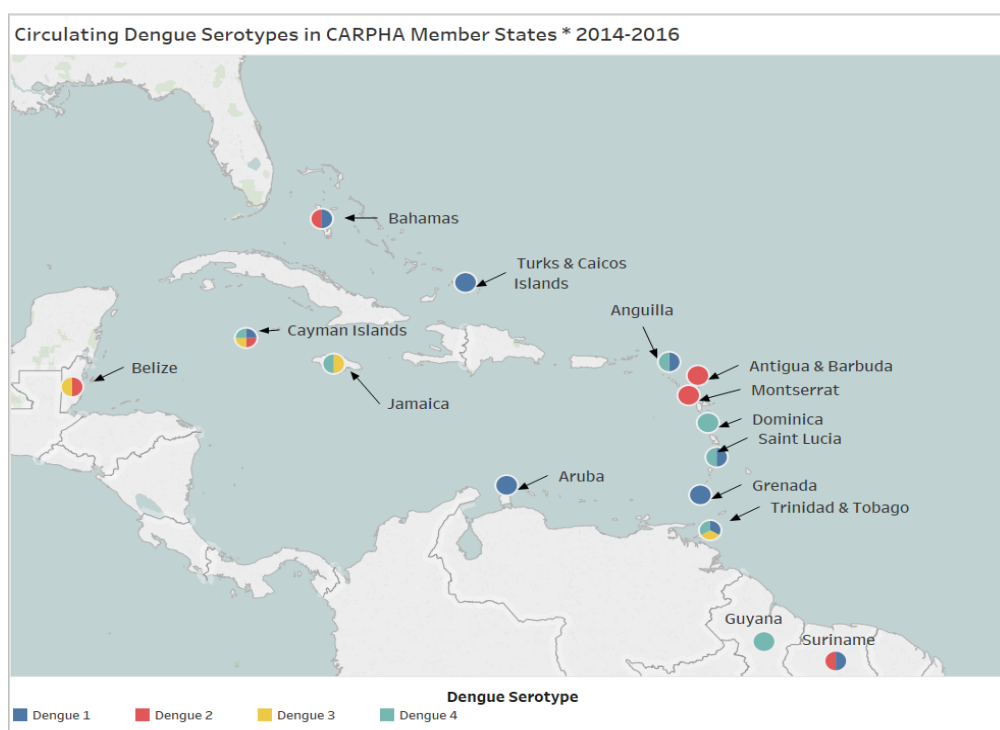 Circulating Dengue Serotypes in CARPHA Member States * 2014-2016
Bahamas
Turks & Caicos
Islands
Anguilla
Cayman Islands
Belize
Jamaica
Antigua & Barbuda
Montserrat
Dominica
Saint Lucia
Aruba
Grenada
Trinidad & Tobago
Guyana
Suriname
Dengue Serotype
Dengue 1
Dengue 2
Dengue 3
Dengue 4